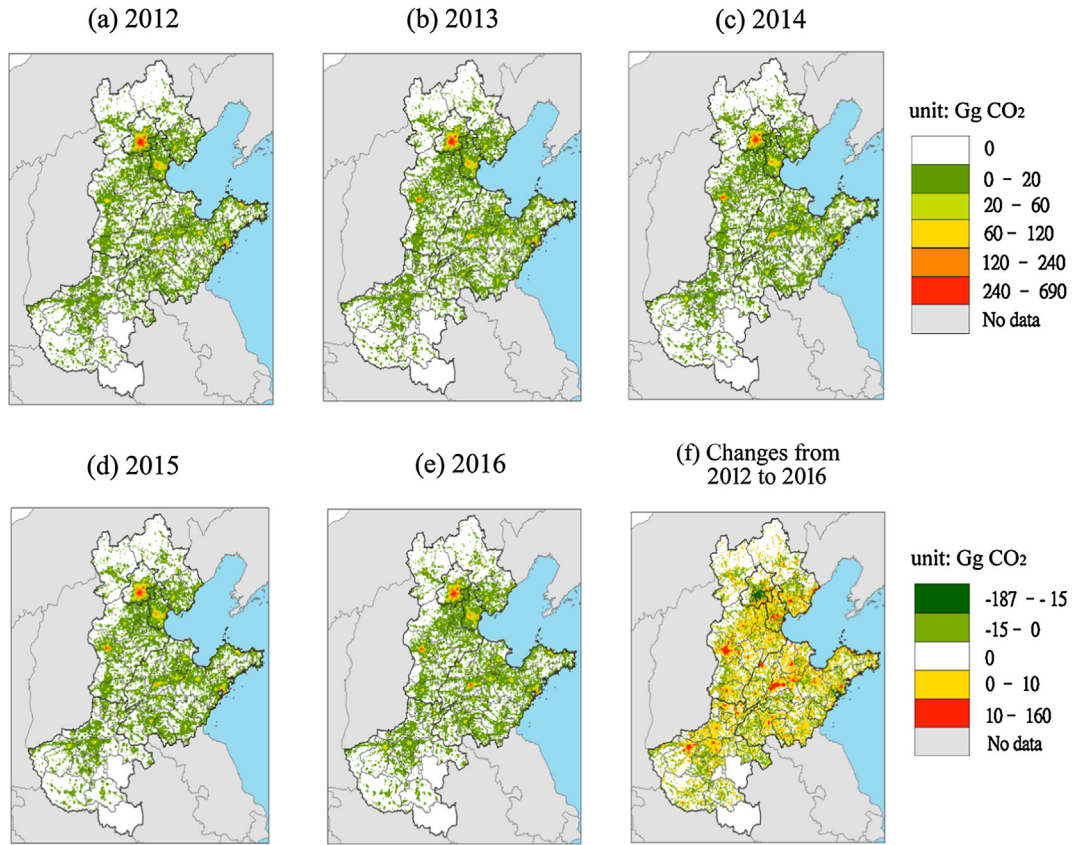 (a) 2012
(b) 2013
(c) 2014
unit: Gg CO₂
0
0 - 20
20 - 60
60 - 120
120 - 240
240 - 690
No data
(d) 2015
(e) 2016
(f) Changes from
2012 to 2016
unit: Gg CO₂
-187 - -15
-15 - 0
0
0 - 10
10 - 160
No data